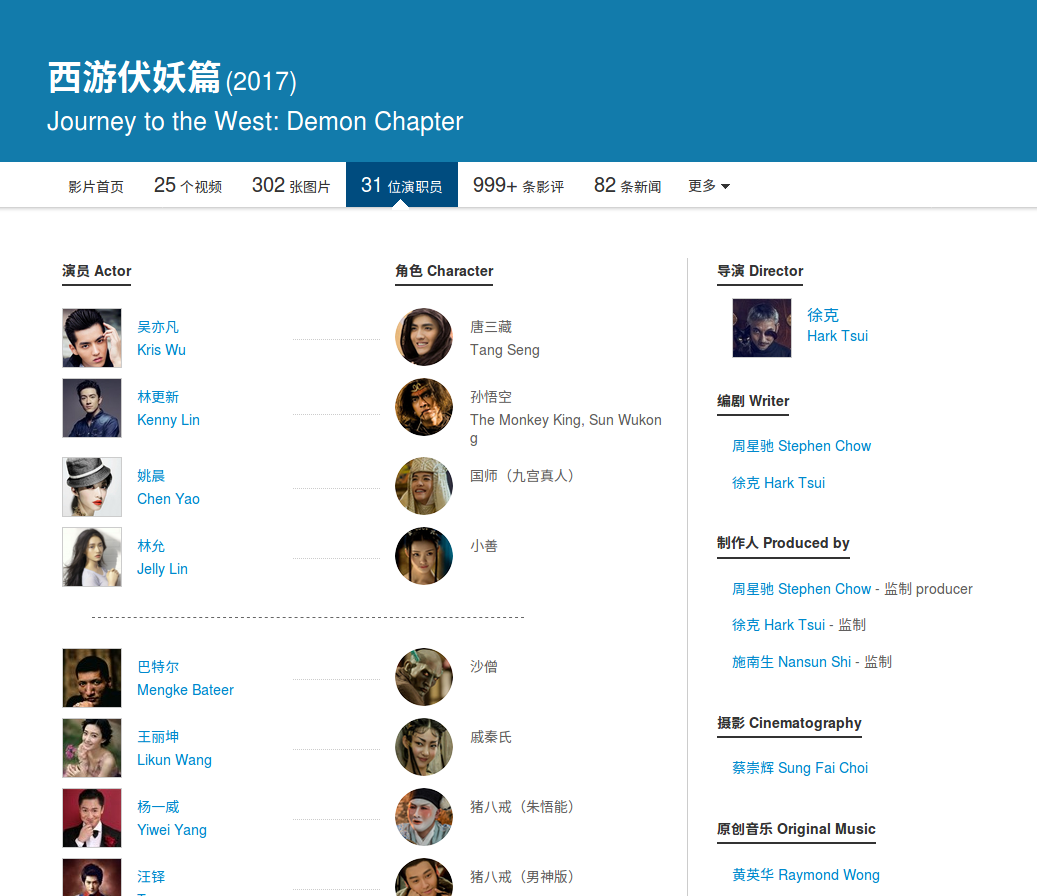 西游伏妖篇 (2017)
Journey to the West: Demon Chapter
影片首页 25 个视频 302 张图片 31 位演职员 999+ 条影评 82 条新闻 更多
演员 Actor
角色 Character
吴亦凡
Kris Wu
唐三藏
Tang Seng
林更新
Kenny Lin
孙悟空
The Monkey King, Sun Wukon
g
姚晨
Chen Yao
国师（九宫真人）
林允
Jelly Lin
小善
巴特尔
Mengke Bateer
沙僧
王丽坤
Likun Wang
戚秦氏
杨一威
Yiwei Yang
猪八戒（朱悟能）
汪铎
猪八戒（男神版）
导演 Director
徐克
Hark Tsui
编剧 Writer
周星驰 Stephen Chow
徐克 Hark Tsui
制作人 Produced by
周星驰 Stephen Chow - 监制 producer
徐克 Hark Tsui - 监制
施南生 Nansun Shi - 监制
摄影 Cinematography
蔡崇辉 Sung Fai Choi
原创音乐 Original Music
黄英华 Raymond Wong